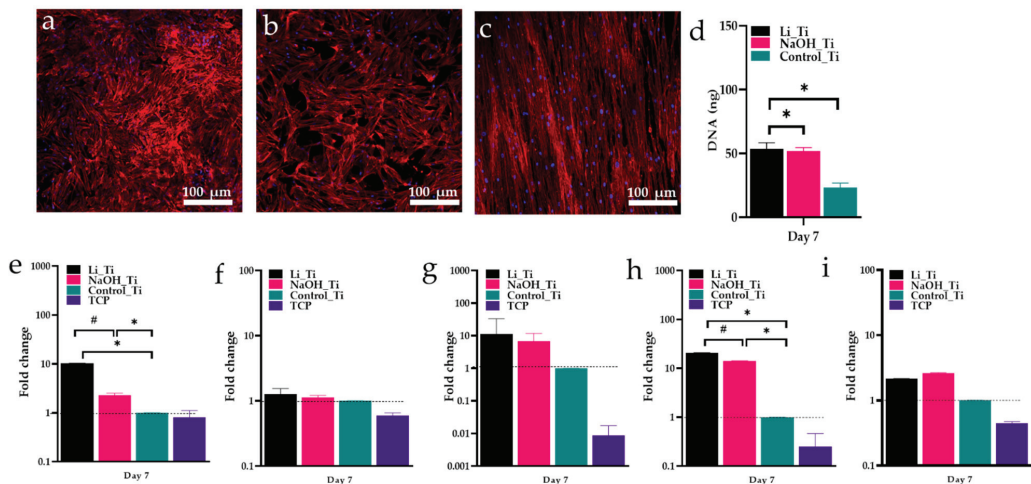 a
100 μm
b
100 μm
c
100 μm
d
Li_Ti
NaOH_Ti
Control_Ti
DNA (ng)
150
100
50
0
*
*
Day 7
e
Li_Ti
NaOH_Ti
Control_Ti
TCP
Fold change
1000
100
10
1
0.1
# *
*
Day 7
f
Li_Ti
NaOH_Ti
Control_Ti
TCP
Fold change
100
10
1
0.1
Day 7
g
Li_Ti
NaOH_Ti
Control_Ti
TCP
Fold change
1000
100
10
1
0.1
0.01
0.001
Day 7
h
Li_Ti
NaOH_Ti
Control_Ti
TCP
Fold change
1000
100
10
1
0.1
*
# *
Day 7
i
Li_Ti
NaOH_Ti
Control_Ti
TCP
Fold change
100
10
1
0.1
Day 7